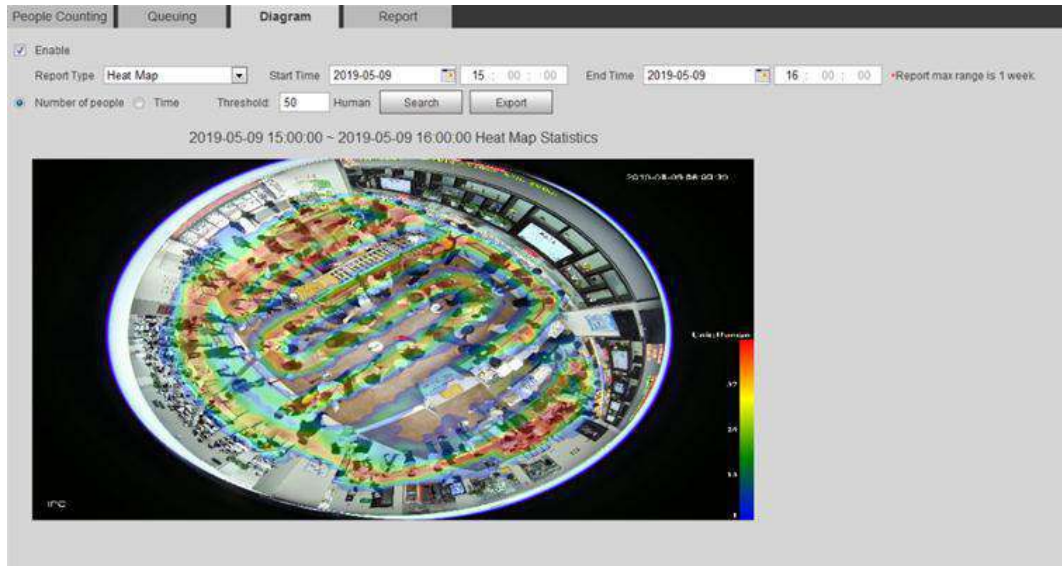 People Counting Queuing Diagram Report
Enable
Report Type Heat Map Start Time 2019-05-09 15 : 00 : 00 End Time 2019-05-09 16 : 00 : 00 *Report max range is 1 week.
Number of people Time Threshold: 50 Human Search Export
2019-05-09 15:00:00 ~ 2019-05-09 16:00:00 Heat Map Statistics
IPC